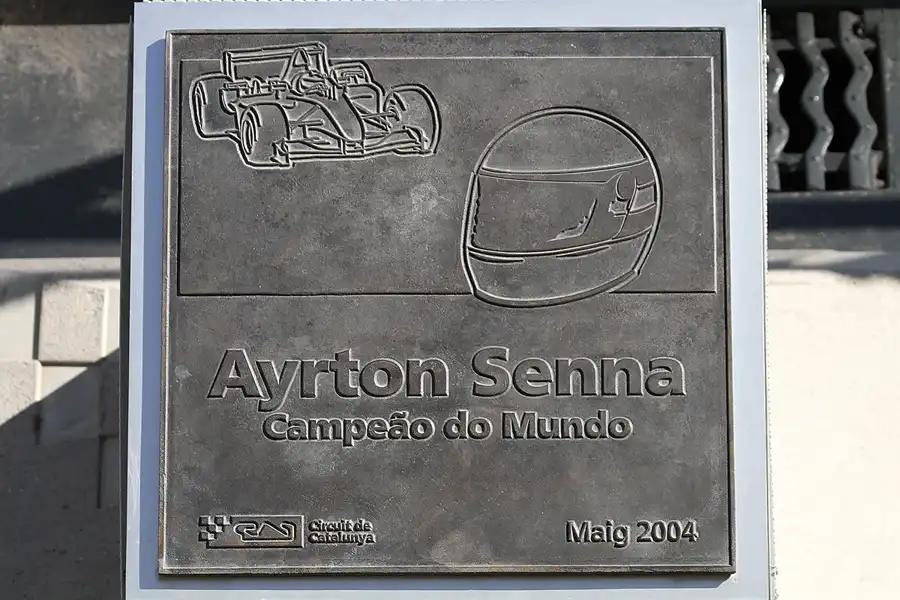 Ayrton Senna
Campeão do Mundo
Circuit de
Catalunya
Maig 2004